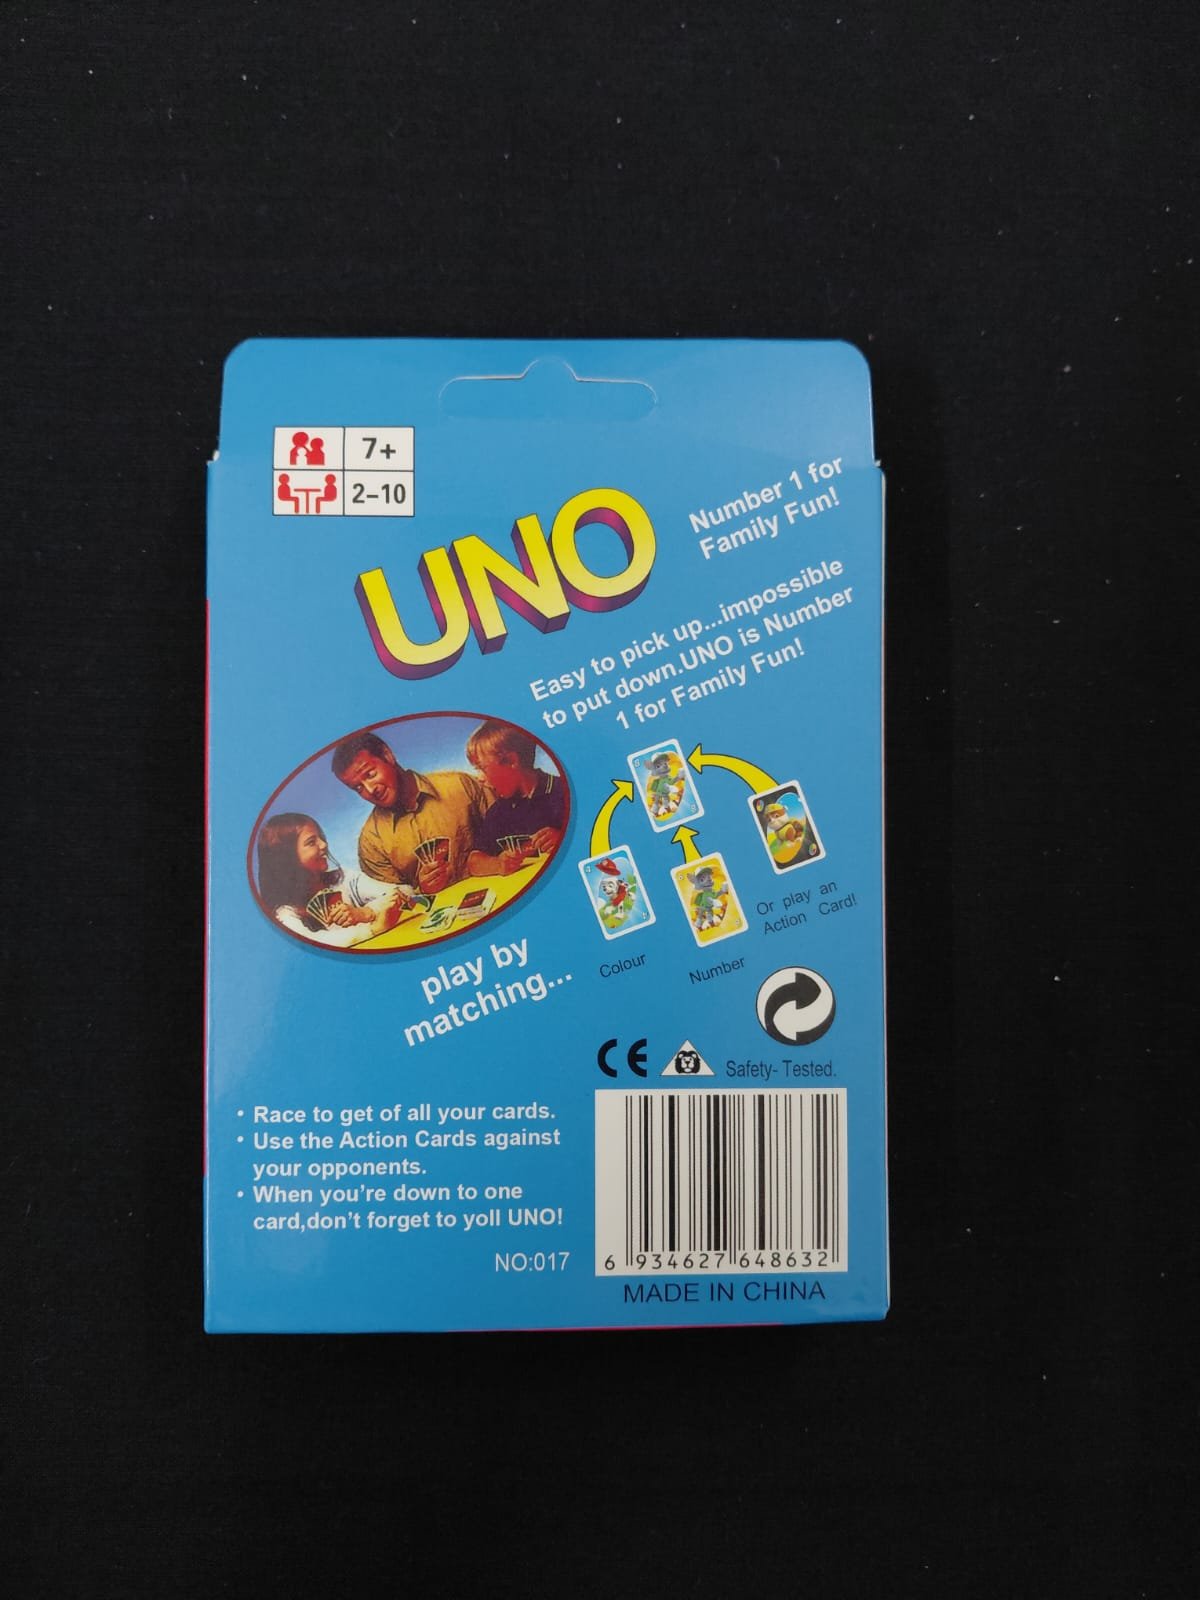 7+
2-10
UNO
Number 1 for
Family Fun!
Easy to pick up...impossible
to put down.UNO is Number
1 for Family Fun!
play by
matching...
Colour
Number
Or play an
Action Card!
CE
Safety- Tested.
• Race to get of all your cards.
• Use the Action Cards against
your opponents.
• When you're down to one
card,don't forget to yoll UNO!
NO:017
6 934627 648632
MADE IN CHINA